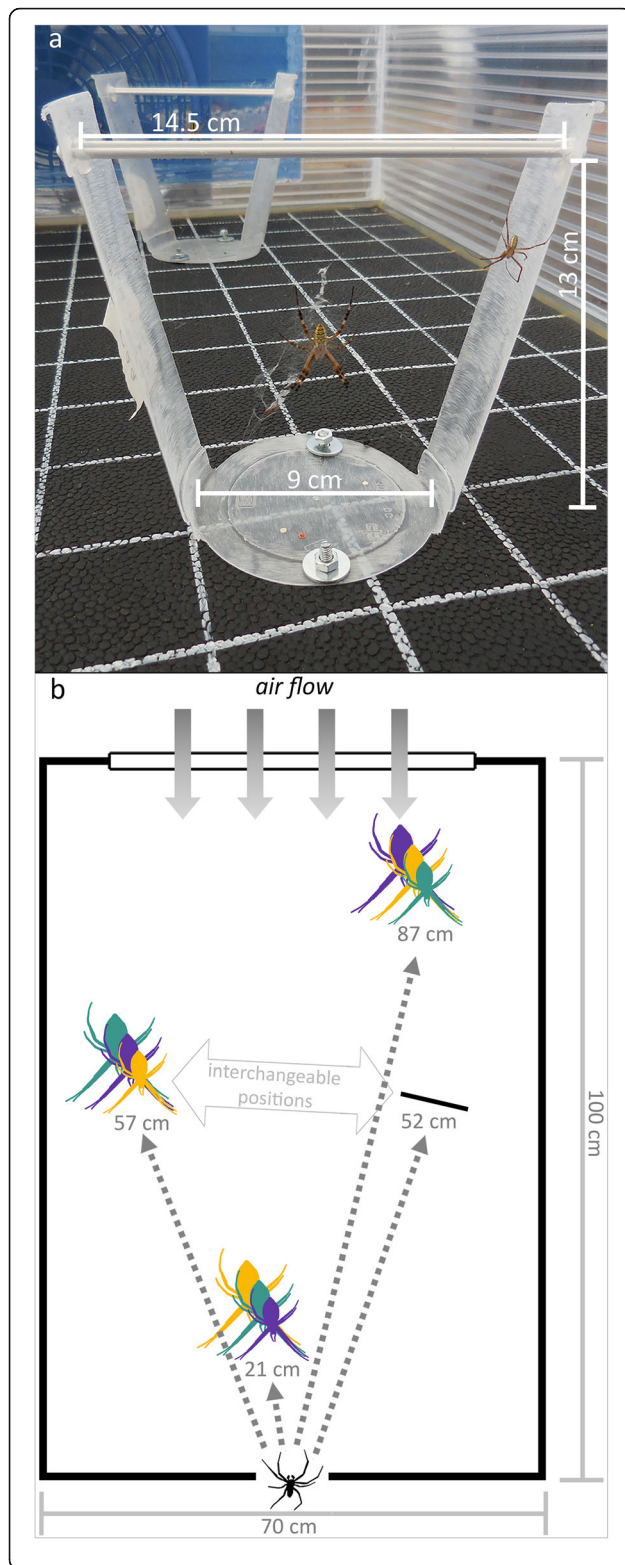 a
14.5 cm
13 cm
9 cm
b
air flow
87 cm
interchangeable
positions
57 cm
52 cm
100 cm
21 cm
70 cm